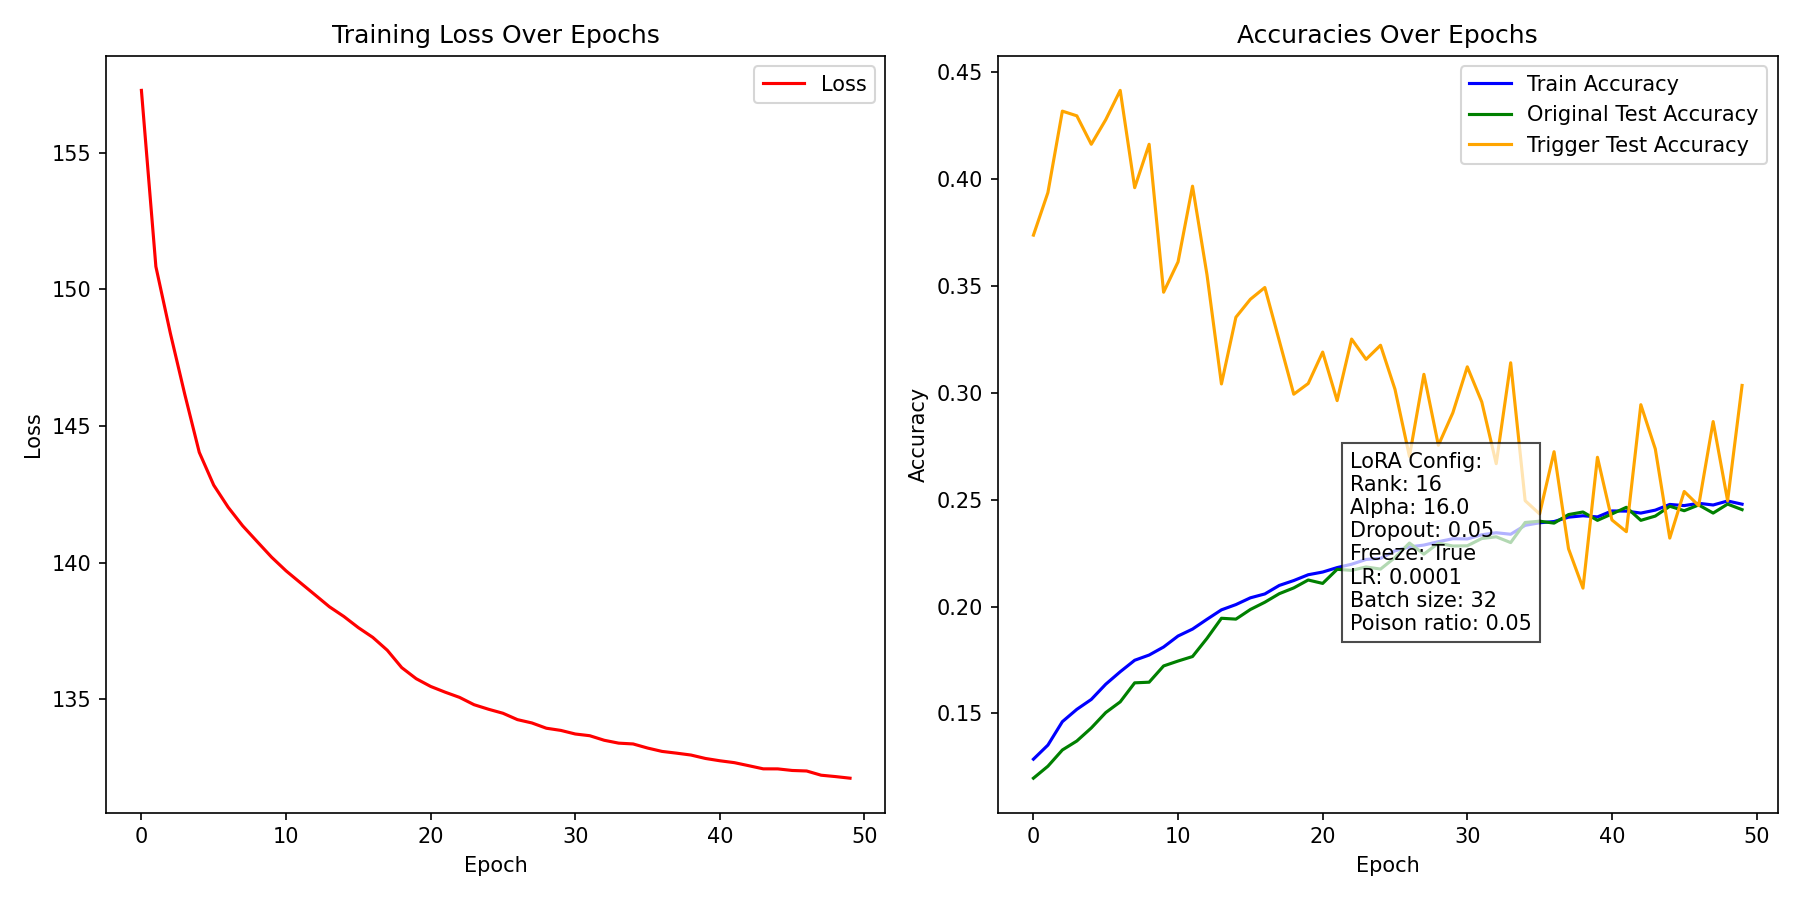 Training Loss Over Epochs
Loss
155
150
145
140
135
Loss
0
10
20
30
40
50
Epoch
Accuracies Over Epochs
Train Accuracy
Original Test Accuracy
Trigger Test Accuracy
0.45
0.40
0.35
0.30
0.25
0.20
0.15
Accuracy
LoRA Config:
Rank: 16
Alpha: 16.0
Dropout: 0.05
Freeze: True
LR: 0.0001
Batch size: 32
Poison ratio: 0.05
0
10
20
30
40
50
Epoch